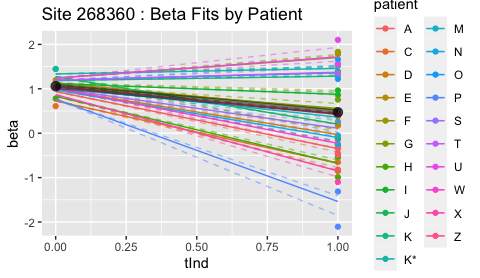 Site 268360 : Beta Fits by Patient
patient
2
1
0
-1
-2
beta
0.00 0.25 0.50 0.75 1.00
tInd
A
C
D
E
F
G
H
I
J
K
K*
M
N
O
P
S
T
U
W
X
Z